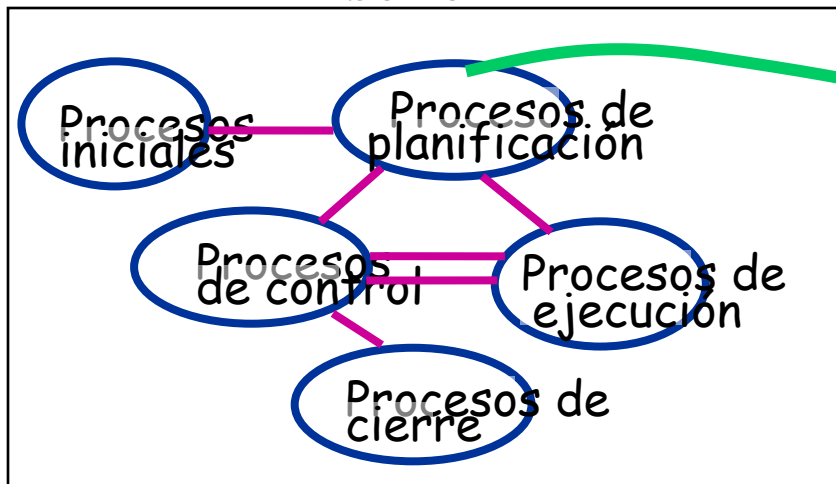 Procesos
iniciales
Procesos de
planificación
Procesos
de control
Procesos de
ejecución
Procesos de
cierre